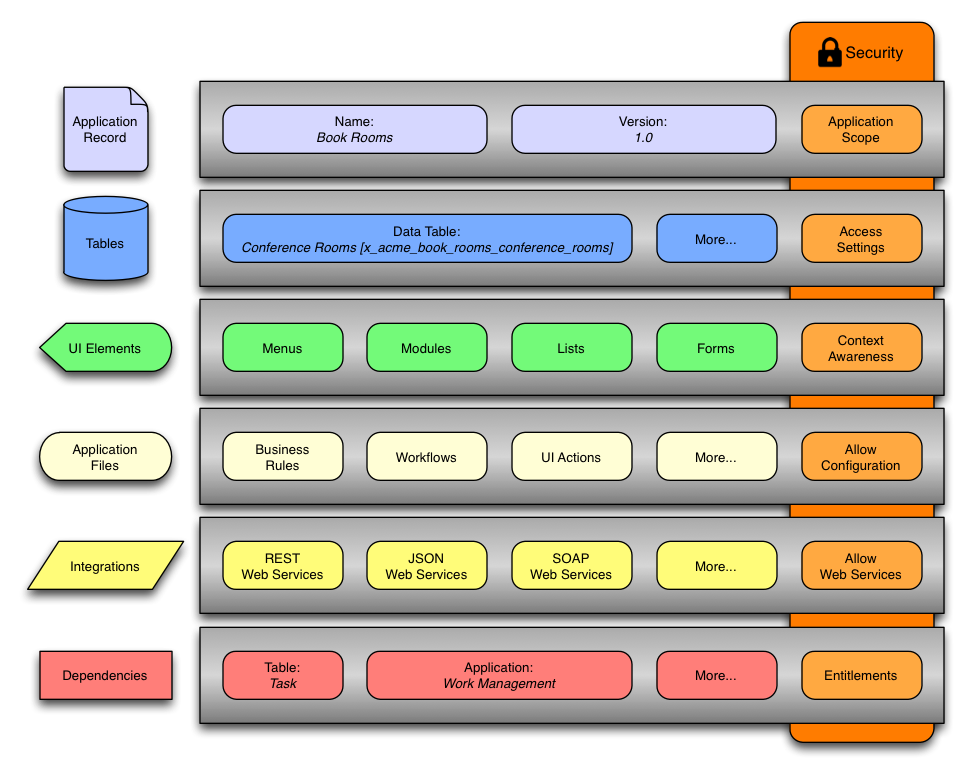 Security
Application
Record
Name:
Book Rooms
Version:
1.0
Application
Scope
Tables
Data Table:
Conference Rooms [x_acme_book_rooms_conference_rooms]
More...
Access
Settings
UI Elements
Menus
Modules
Lists
Forms
Context
Awareness
Application
Files
Business
Rules
Workflows
UI Actions
More...
Allow
Configuration
Integrations
REST
Web Services
JSON
Web Services
SOAP
Web Services
More...
Allow
Web Services
Dependencies
Table:
Task
Application:
Work Management
More...
Entitlements